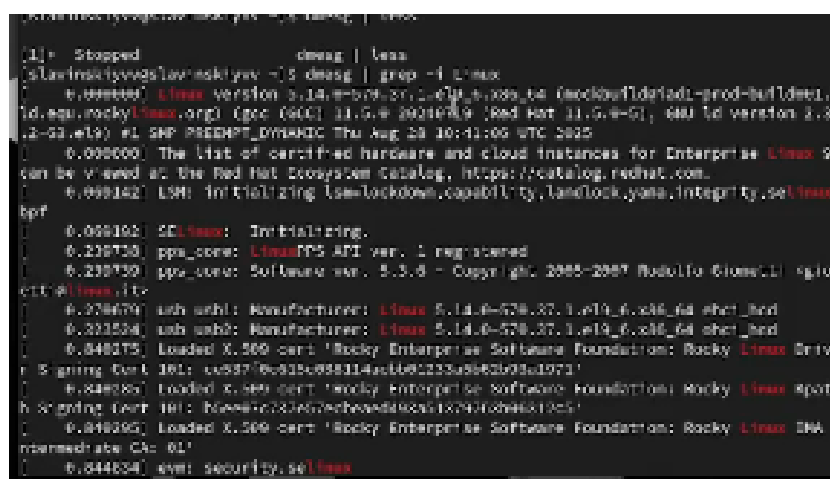 [1]+ Stopped dmesg | less
[slavinskiyvv@slavinskiyvv ~]$ dmesg | grep -i Linux
[ 0.000000] Linux version 5.14.0-570.37.1.el9_6.x86_64 (mockbuild@iad1-prod-build001.
ld.equ.rockylinux.org) (gcc (GCC) 11.5.0 (Red Hat 11.5.0-5), GNU ld version 2.3
.2-63.el9) #1 SMP PREEMPT_DYNAMIC Thu Aug 28 10:41:06 UTC 2025
[ 0.000000] The list of certified hardware and cloud instances for Enterprise Linux 9
can be viewed at the Red Hat Ecosystem Catalog, https://catalog.redhat.com.
[ 0.069142] LSM: initializing lsm=lockdown,capability,landlock,yama,integrity,selinux
bpf
[ 0.069192] SELinux: Initializing.
[ 0.239738] pps_core: LinuxPPS API ver. 1 registered
[ 0.239739] pps_core: Software ver. 5.3.6 - Copyright 2005-2007 Rodolfo Giometti <gio
etti@linux.it>
[ 0.270679] usb usb1: Manufacturer: Linux 5.14.0-570.37.1.el9_6.x86_64 ehci_hcd
usb usb2: Manufacturer: Linux 5.14.0-570.37.1.el9_6.x86_64 ohci_hcd
[ 0.840275] Loaded X.509 cert 'Rocky Enterprise Software Foundation: Rocky Linux Driv
r Signing Cert 101:
[ 0.840285] Loaded X.509 cert 'Rocky Enterprise Software Foundation: Rocky Linux Kpat
h Signing Cert 101:
[ 0.840295] Loaded X.509 cert 'Rocky Enterprise Software Foundation: Rocky Linux IMA
ntermediate CA: 01'
[ 0.844834] evm: security.selinux